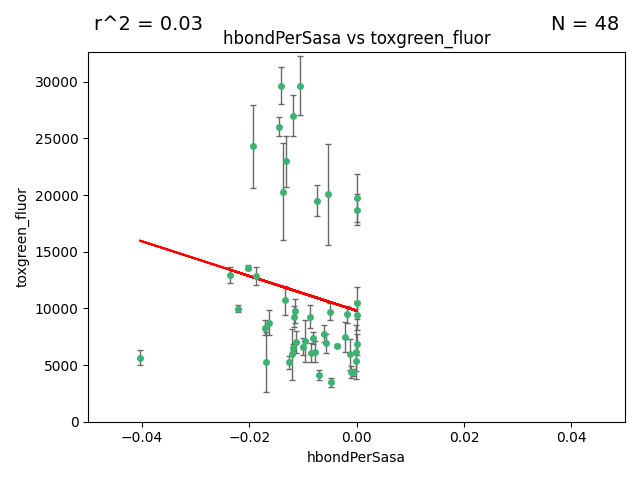 r^2 = 0.03
N = 48
hbondPerSasa vs toxgreen_fluor
30000
25000
20000
15000
10000
5000
0
toxgreen_fluor
−0.04
−0.02
0.00
0.02
0.04
hbondPerSasa